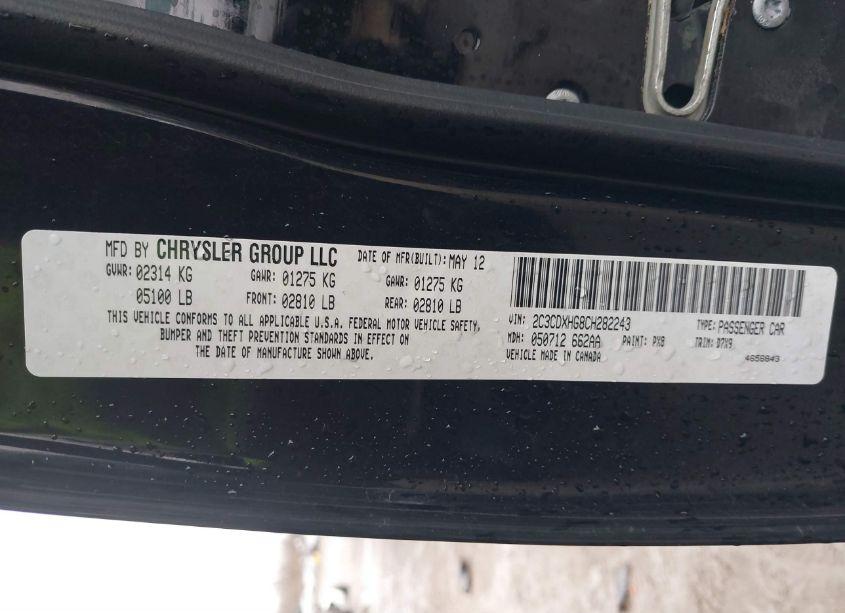 MFD BY CHRYSLER GROUP LLC DATE OF MFR(BUILT): MAY 12
GVWR: 02314 KG GAWR: 01275 KG GAWR: 01275 KG
05100 LB FRONT: 02810 LB REAR: 02810 LB
THIS VEHICLE CONFORMS TO ALL APPLICABLE U.S.A. FEDERAL MOTOR VEHICLE SAFETY,
BUMPER AND THEFT PREVENTION STANDARDS IN EFFECT ON
THE DATE OF MANUFACTURE SHOWN ABOVE.
VIN: 2C3CDXHG8CH282243 TYPE: PASSENGER CAR
MDH: 050712 662AA PAINT: PX8 TRIM: D7X9
VEHICLE MADE IN CANADA 4658843